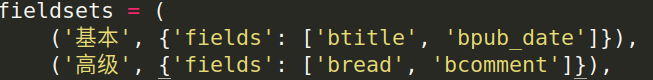 fieldsets = (
    ('基本', {'fields': ['btitle', 'bpub_date']}),
    ('高级', {'fields': ['bread', 'bcomment']}),